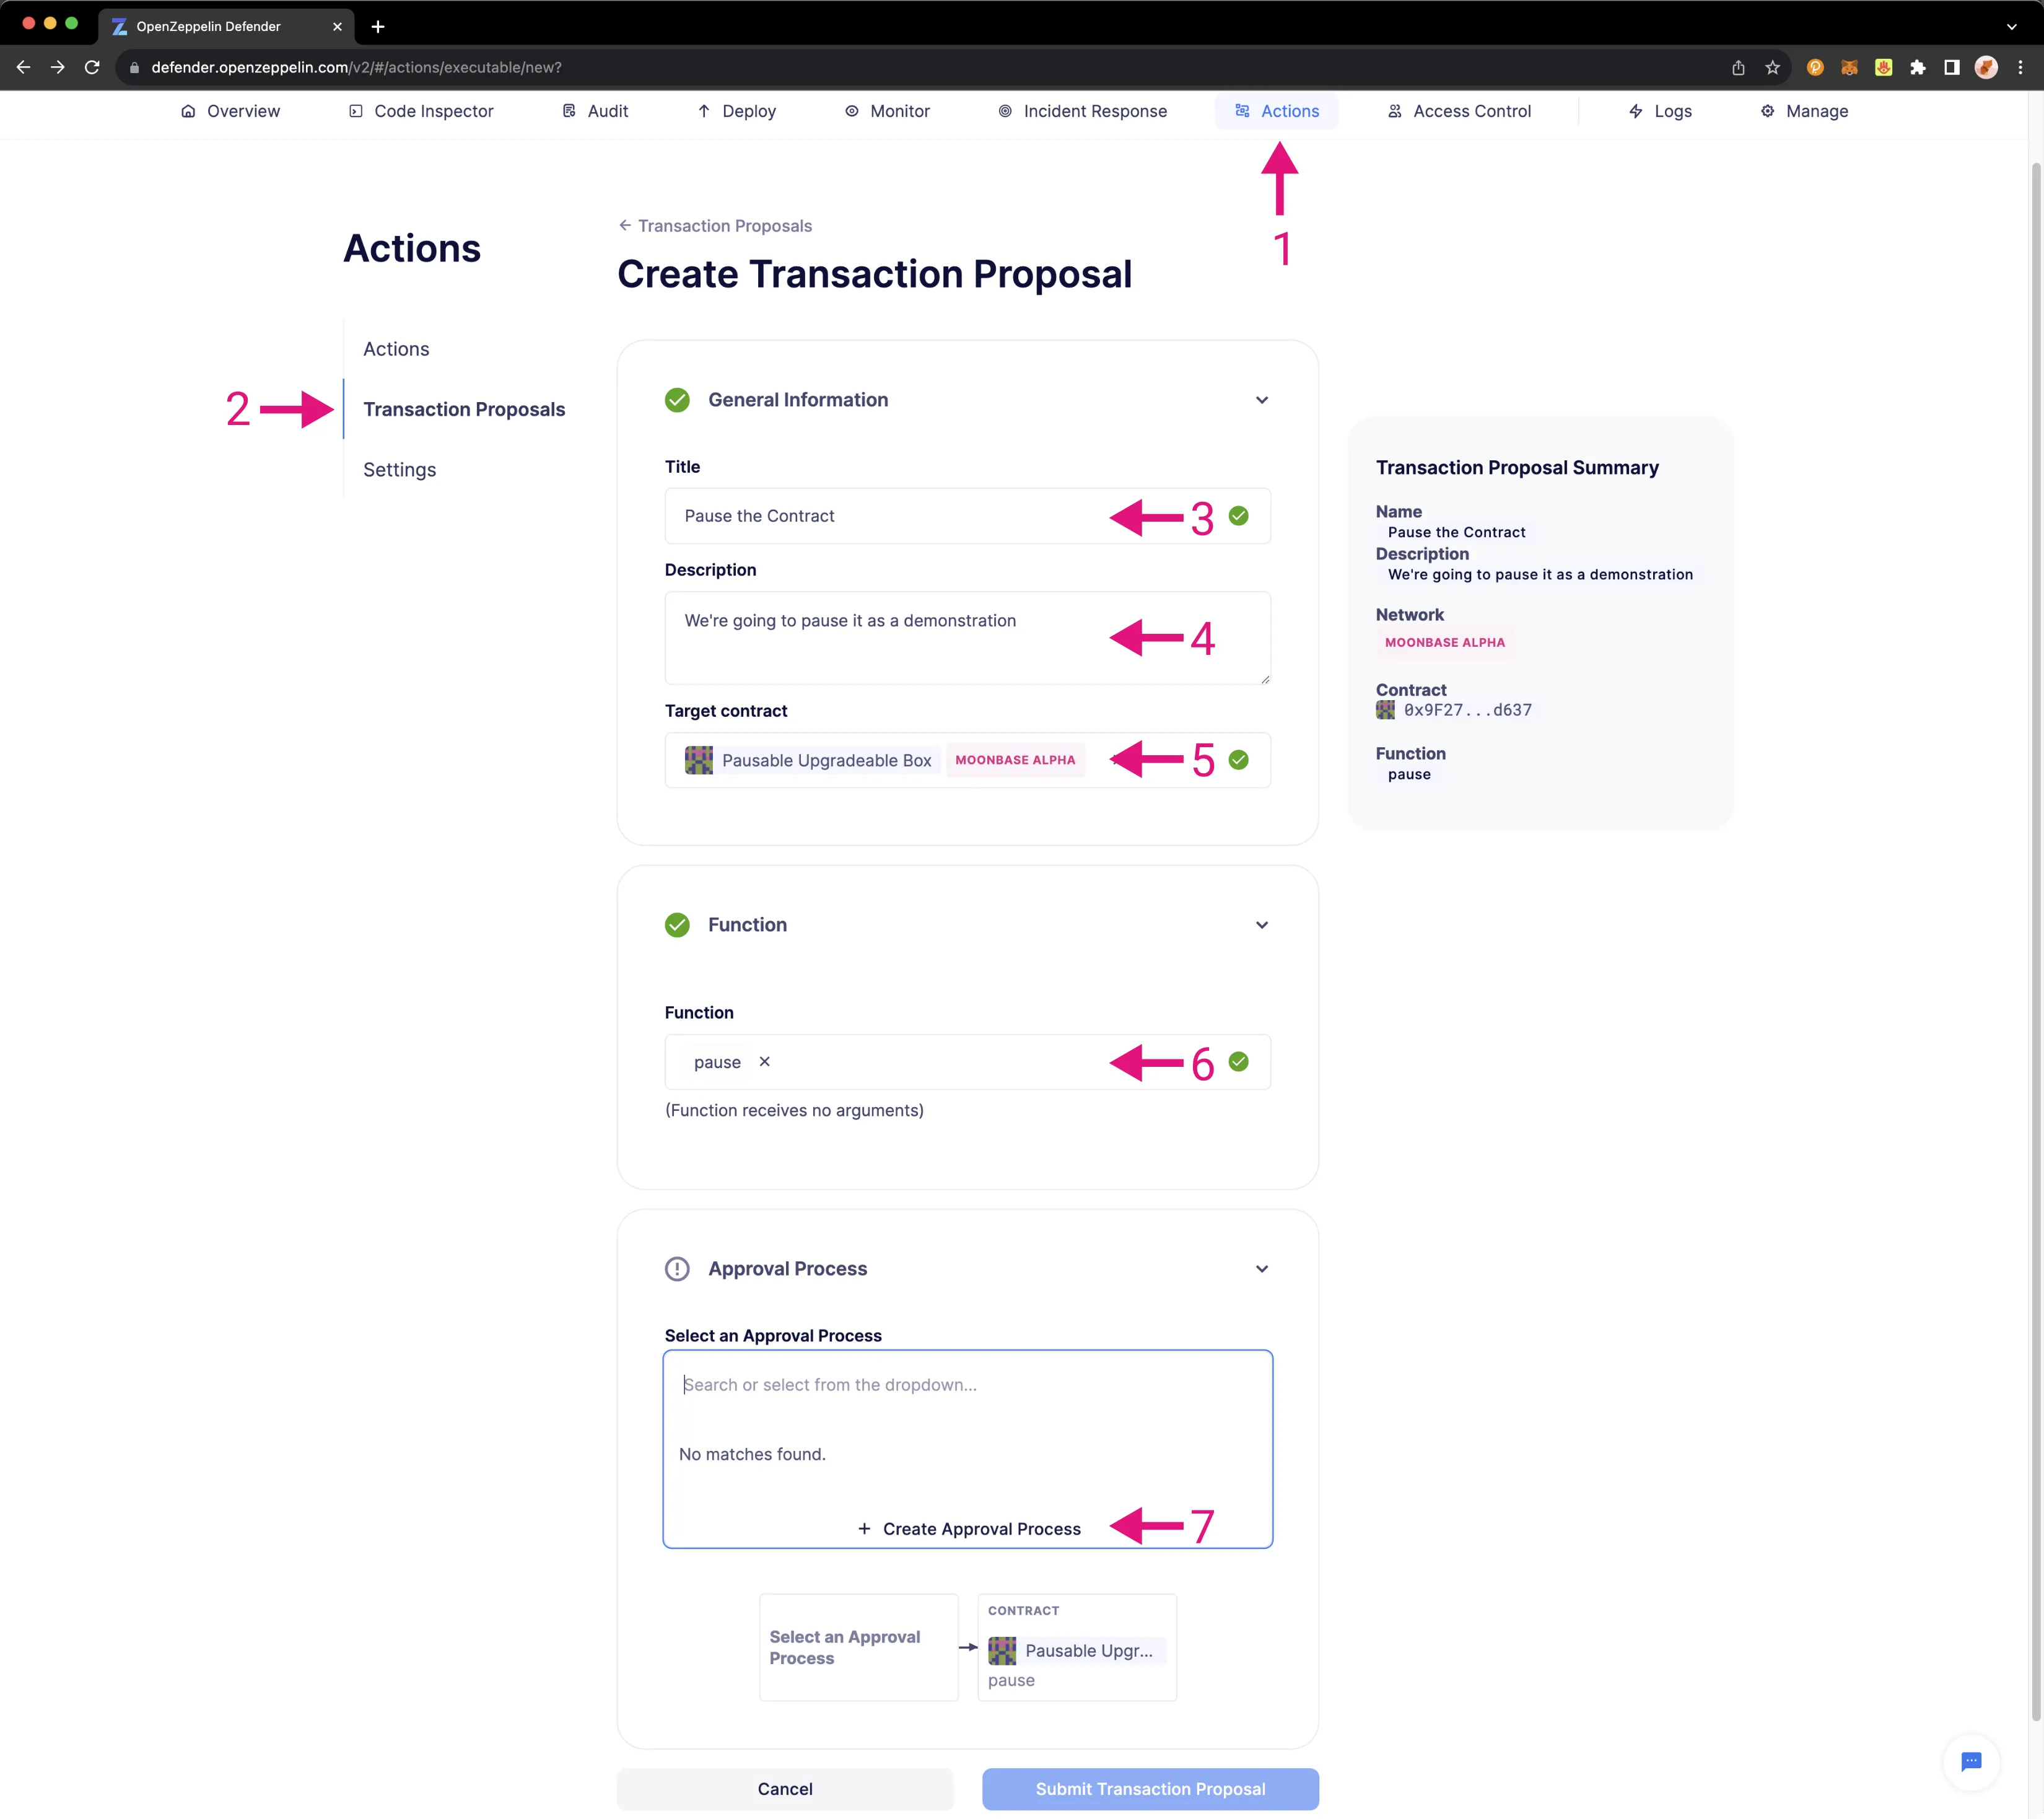 OpenZeppelin Defender
defender.openzeppelin.com/v2/#/actions/executable/new?
Overview
Code Inspector
Audit
Deploy
Monitor
Incident Response
Actions
Access Control
Logs
Manage
1
Actions
Actions
2
Transaction Proposals
Settings
← Transaction Proposals
Create Transaction Proposal
General Information
Title
Pause the Contract
3
Description
We're going to pause it as a demonstration
4
Target contract
Pausable Upgradeable Box MOONBASE ALPHA
5
Function
Function
pause ×
6
(Function receives no arguments)
Approval Process
Select an Approval Process
Search or select from the dropdown...
No matches found.
+ Create Approval Process
7
Select an Approval
Process
CONTRACT
Pausable Upgr...
pause
Cancel
Submit Transaction Proposal
Transaction Proposal Summary
Name
Pause the Contract
Description
We're going to pause it as a demonstration
Network
MOONBASE ALPHA
Contract
0x9F27...d637
Function
pause